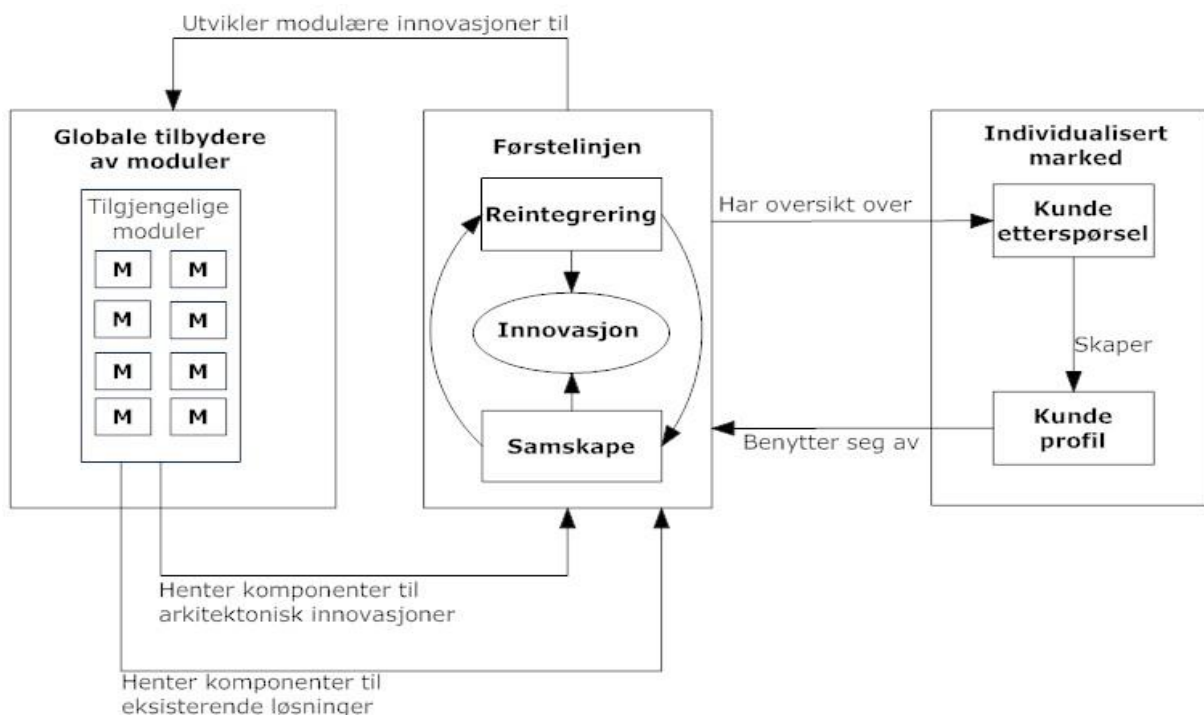 Utvikler modulære innovasjoner til
Globale tilbydere
av moduler
Tilgjengelige
moduler
M M
M M
M M
M M
Førstelinjen
Reintegrering
Innovasjon
Samskape
Har oversikt over
Benytter seg av
Individualisert
marked
Kunde
etterspørsel
Skaper
Kunde
profil
Henter komponenter til
arkitektonisk innovasjoner
Henter komponenter til
eksisterende løsninger